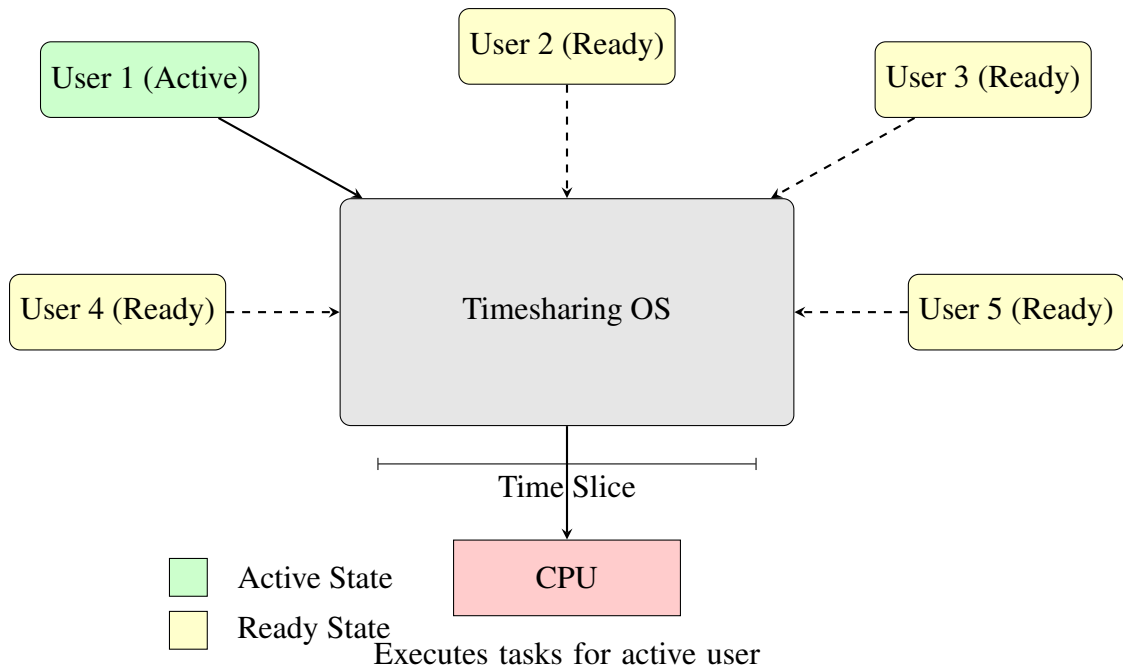 User 2 (Ready)
User 1 (Active)
User 3 (Ready)
User 4 (Ready)
Timesharing OS
User 5 (Ready)
Time Slice
CPU
Active State
Ready State
Executes tasks for active user